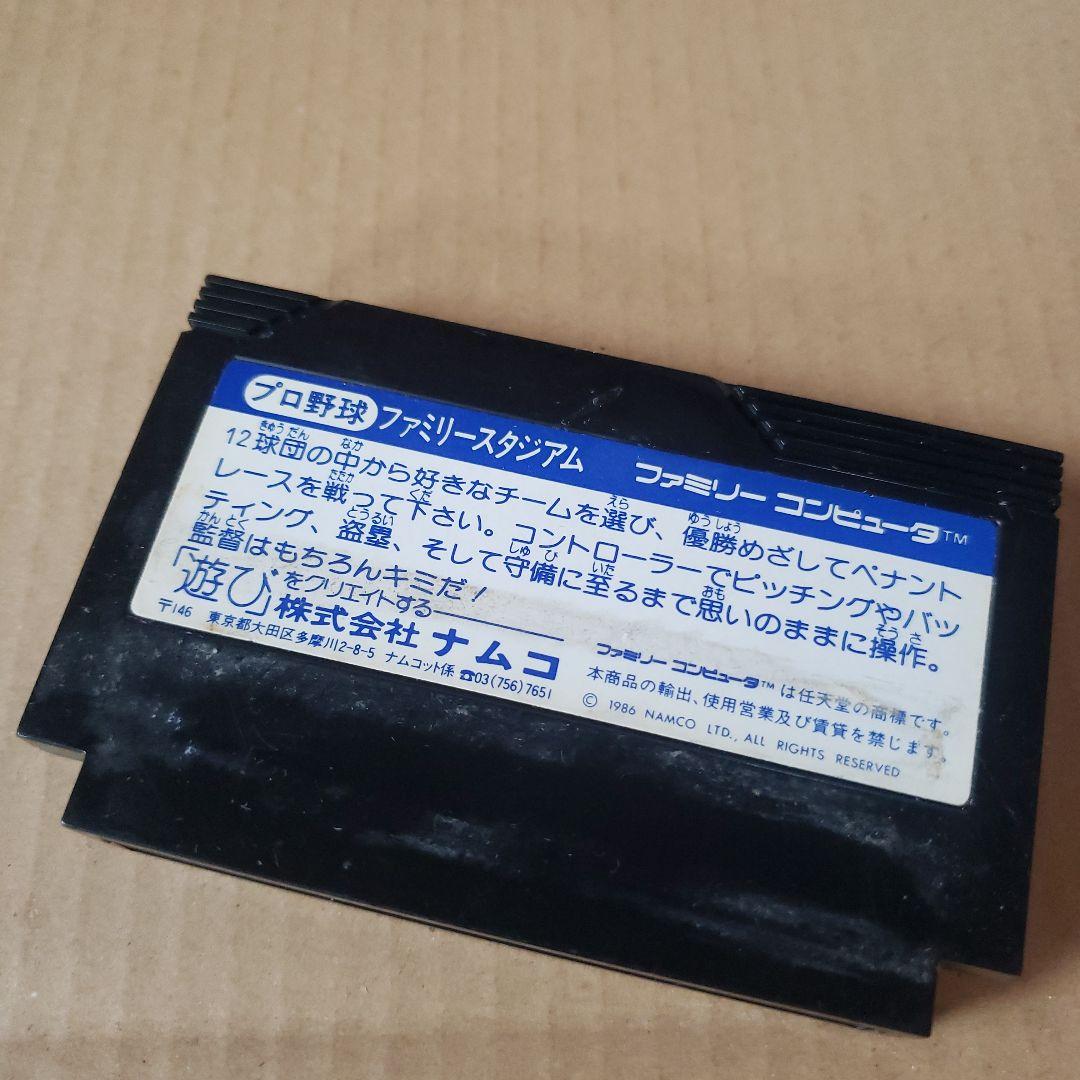 プロ野球 ファミリースタジアム ファミリー コンピュータ™
12球団の中から好きなチームを選び、優勝めざしてペナント
レースを戦って下さい。コントローラーでピッチングやバッ
ティング、盗塁、そして守備に至るまで思いのままに操作。
監督はもちろんキミだ!
「遊び」をクリエイトする
株式会社 ナムコ
〒146 東京都大田区多摩川2-8-5 ナムコット係 ☎03(756)7651
ファミリー コンピュータ™は任天堂の商標です。
本商品の輸出、使用営業及び賃貸を禁じます。
© 1986 NAMCO LTD., ALL RIGHTS RESERVED